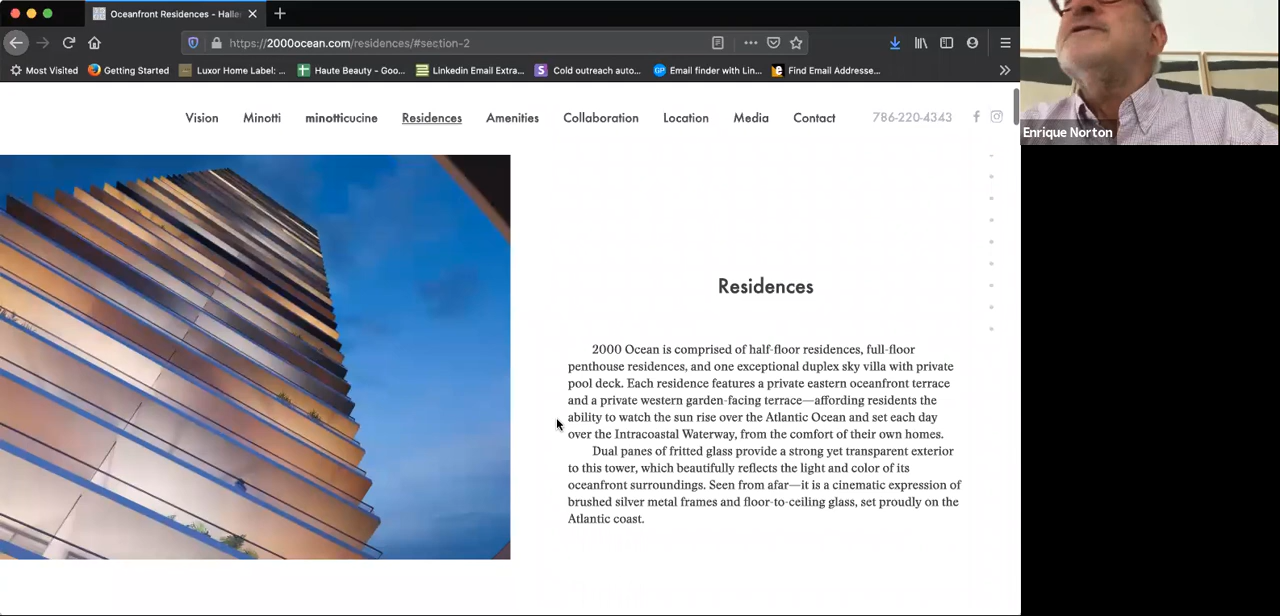 Oceanfront Residences - Halle
https://2000ocean.com/residences/#section-2
Most Visited
Getting Started
Luxor Home Label: ...
Haute Beauty - Goo...
Linkedin Email Extra...
Cold outreach auto...
Email finder with Lin...
Find Email Addresse...
Vision
Minotti
minotticucine
Residences
Amenities
Collaboration
Location
Media
Contact
786-220-4343
Enrique Norton
Residences
2000 Ocean is comprised of half-floor residences, full-floor
penthouse residences, and one exceptional duplex sky villa with private
pool deck. Each residence features a private eastern oceanfront terrace
and a private western garden-facing terrace—affording residents the
ability to watch the sun rise over the Atlantic Ocean and set each day
over the Intracoastal Waterway, from the comfort of their own homes.
Dual panes of fritted glass provide a strong yet transparent exterior
to this tower, which beautifully reflects the light and color of its
oceanfront surroundings. Seen from afar—it is a cinematic expression of
brushed silver metal frames and floor-to-ceiling glass, set proudly on the
Atlantic coast.